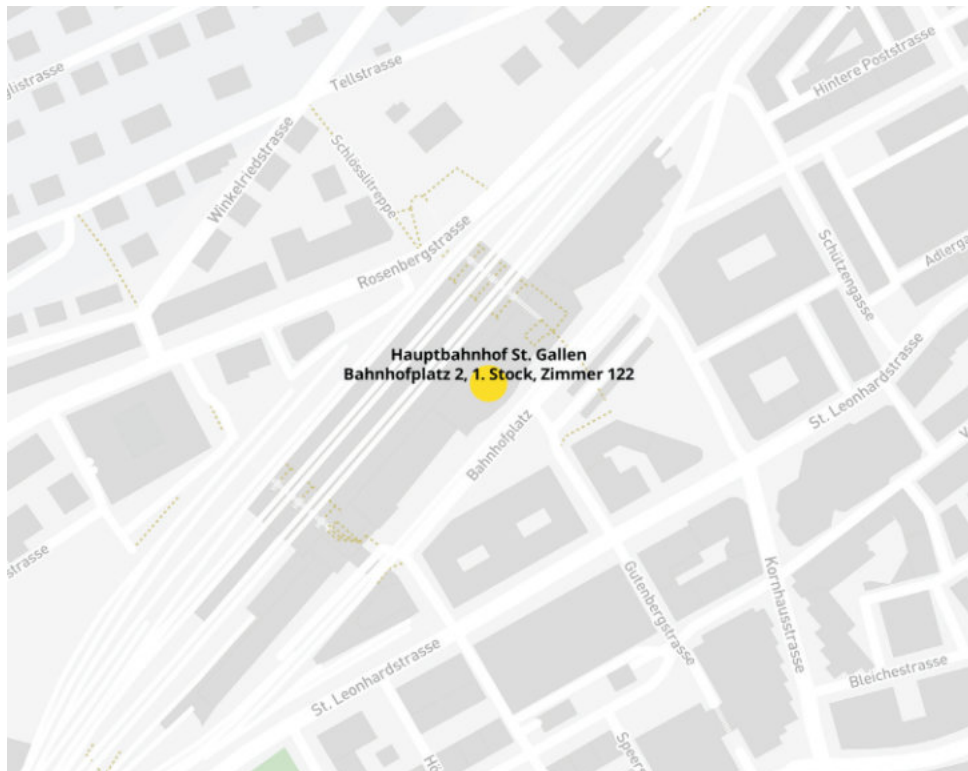 Hintere Poststrasse
Tellstrasse
Winkelriedstrasse
Schlösslitreppe
Rosenbergstrasse
Schützengasse
Hauptbahnhof St. Gallen
Bahnhofplatz 2, 1. Stock, Zimmer 122
St. Leonhardstrasse
Bahnhofplatz
Gutenbergstrasse
Kornhausstrasse
St. Leonhardstrasse
Bleichestrasse